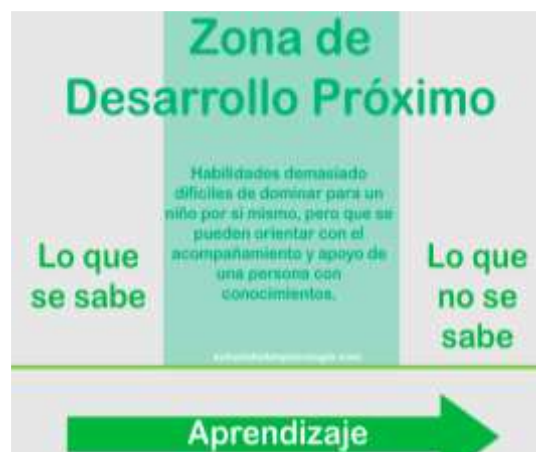 Zona de
Desarrollo Próximo
Habilidades demasiado
difíciles de dominar para un
niño por si mismo, pero que se
pueden orientar con el
acompañamiento y apoyo de
una persona con
conocimientos.
Lo que
se sabe
Lo que
no se
sabe
Aprendizaje